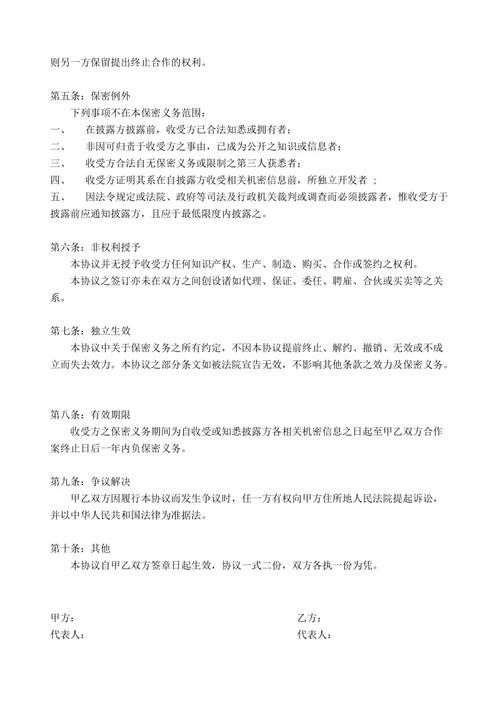 则另一方保留提出终止合作的权利。
第五条：保密例外
下列事项不在本保密义务范围：
一、 在披露方披露前，收受方已合法知悉或拥有者；
二、 非因可归责于收受方之事由，已成为公开之知识或信息者；
三、 收受方合法自无保密义务或限制之第三人获悉者；
四、 收受方证明其系在自披露方收受相关机密信息前，所独立开发者 ；
五、 因法令规定或法院、政府等司法及行政机关裁判或调查而必须披露者，惟收受方于
披露前应通知披露方，且应于最低限度内披露之。
第六条：非权利授予
本协议并无授予收受方任何知识产权、生产、制造、购买、合作或签约之权利。
本协议之签订亦未在双方之间创设诸如代理、保证、委任、聘雇、合伙或买卖等之关
系。
第七条：独立生效
本协议中关于保密义务之所有约定，不因本协议提前终止、解约、撤销、无效或不成
立而失去效力。本协议之部分条文如被法院宣告无效，不影响其他条款之效力及保密义务。
第八条：有效期限
收受方之保密义务期间为自收受或知悉披露方各相关机密信息之日起至甲乙双方合作
案终止日后一年内负保密义务。
第九条：争议解决
甲乙双方因履行本协议而发生争议时，任一方有权向甲方住所地人民法院提起诉讼，
并以中华人民共和国法律为准据法。
第十条：其他
本协议自甲乙双方签章日起生效，协议一式二份，双方各执一份为凭。
甲方： 乙方：
代表人： 代表人：